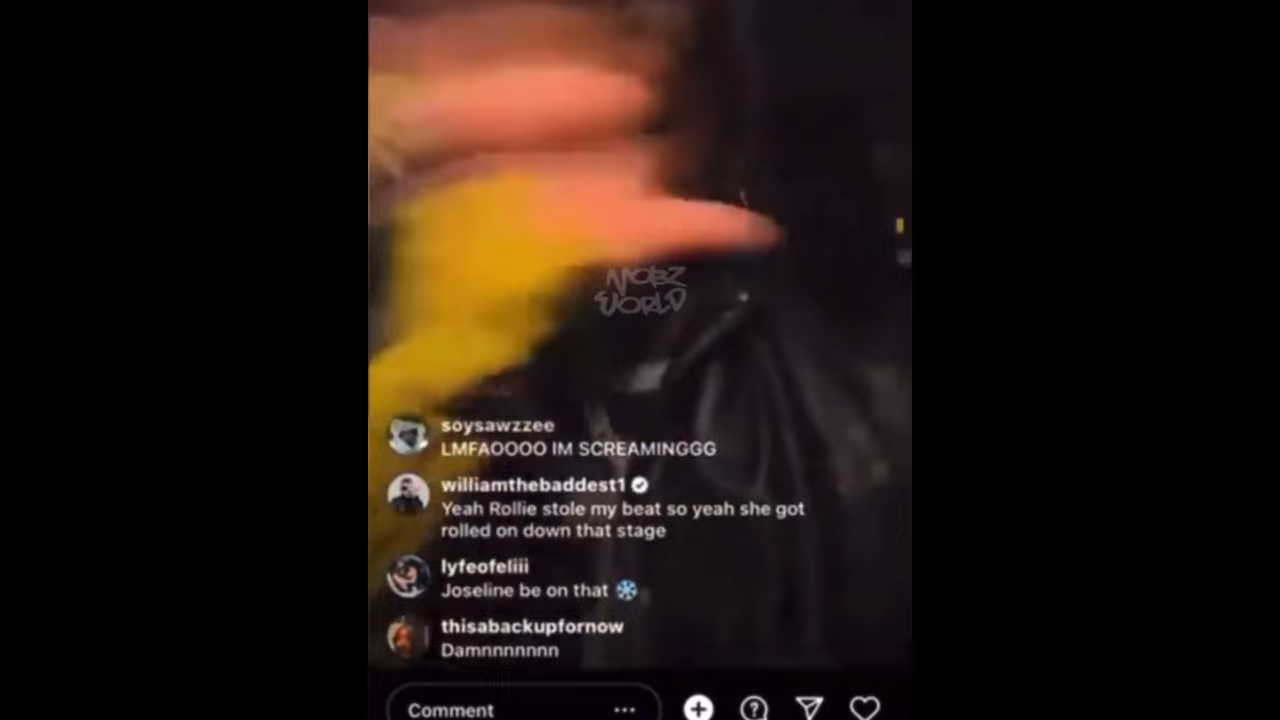 NOBZ
WORLD
soysawzzee
LMFAOOOO IM SCREAMINGGG
williamthebaddest1
Yeah Rollie stole my beat so yeah she got
rolled on down that stage
lyfeofeliii
Joseline be on that ❄️
thisabackupfornow
Damnnnnnnn
Comment